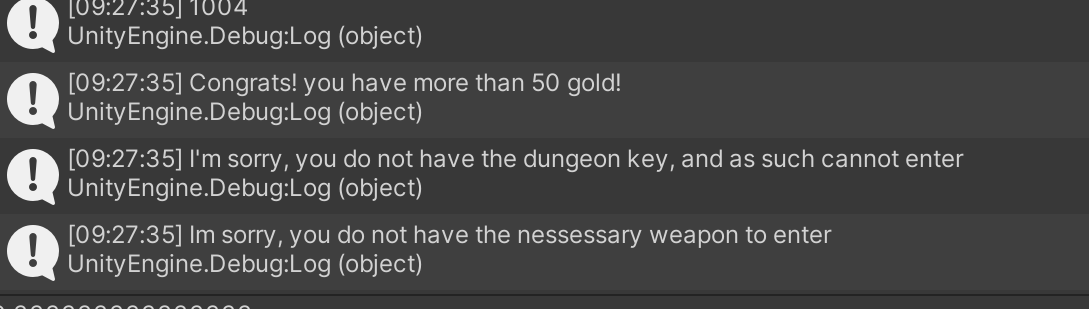 [09:27:35] 1004
UnityEngine.Debug:Log (object)
[09:27:35] Congrats! you have more than 50 gold!
UnityEngine.Debug:Log (object)
[09:27:35] I'm sorry, you do not have the dungeon key, and as such cannot enter
UnityEngine.Debug:Log (object)
[09:27:35] Im sorry, you do not have the nessessary weapon to enter
UnityEngine.Debug:Log (object)